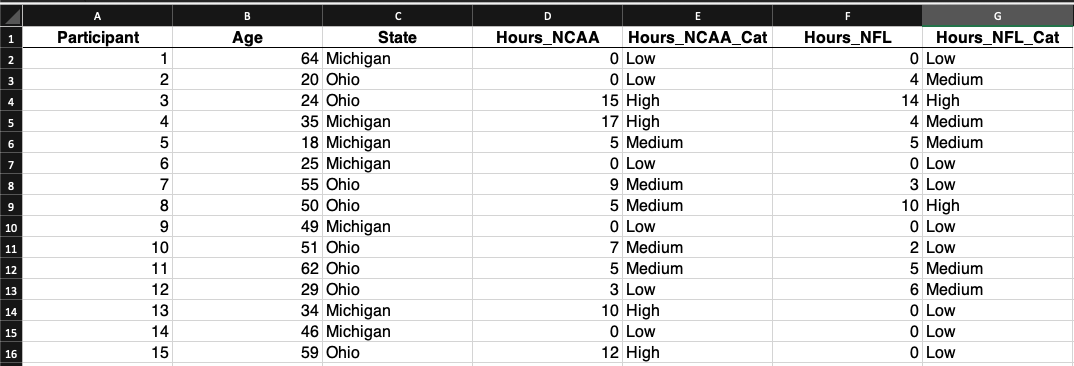 A B C D E F G
1 Participant Age State Hours_NCAA Hours_NCAA_Cat Hours_NFL Hours_NFL_Cat
2 1 64 Michigan 0 Low 0 Low
3 2 20 Ohio 0 Low 4 Medium
4 3 24 Ohio 15 High 14 High
5 4 35 Michigan 17 High 4 Medium
6 5 18 Michigan 5 Medium 5 Medium
7 6 25 Michigan 0 Low 0 Low
8 7 55 Ohio 9 Medium 3 Low
9 8 50 Ohio 5 Medium 10 High
10 9 49 Michigan 0 Low 0 Low
11 10 51 Ohio 7 Medium 2 Low
12 11 62 Ohio 5 Medium 5 Medium
13 12 29 Ohio 3 Low 6 Medium
14 13 34 Michigan 10 High 0 Low
15 14 46 Michigan 0 Low 0 Low
16 15 59 Ohio 12 High 0 Low